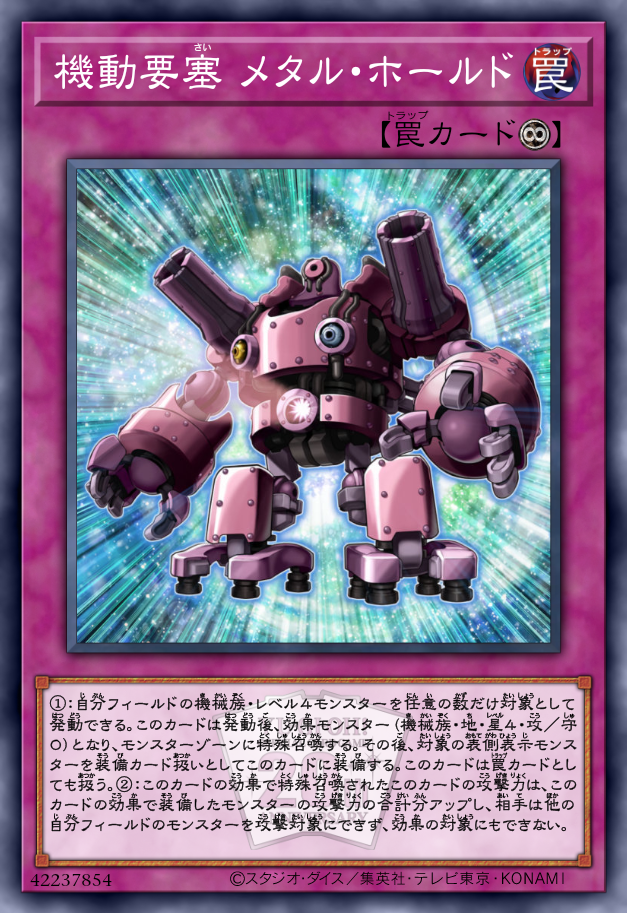 機動要塞 メタル・ホールド 罠
【罠カード】
①：自分フィールドの機械族・レベル４モンスターを任意の数だけ対象として
発動できる。このカードは発動後、効果モンスター（機械族・地・星４・攻／守
０）となり、モンスターゾーンに特殊召喚する。その後、対象の表側表示モンス
ターを装備カード扱いとしてこのカードに装備する。このカードは罠カードとし
ても扱う。②：このカードの効果で特殊召喚されたこのカードの攻撃力は、この
カードの効果で装備したモンスターの攻撃力の合計分アップし、相手は他の
自分フィールドのモンスターを攻撃対象にできず、効果の対象にもできない。
42237854 ©スタジオ・ダイス／集英社・テレビ東京・KONAMI